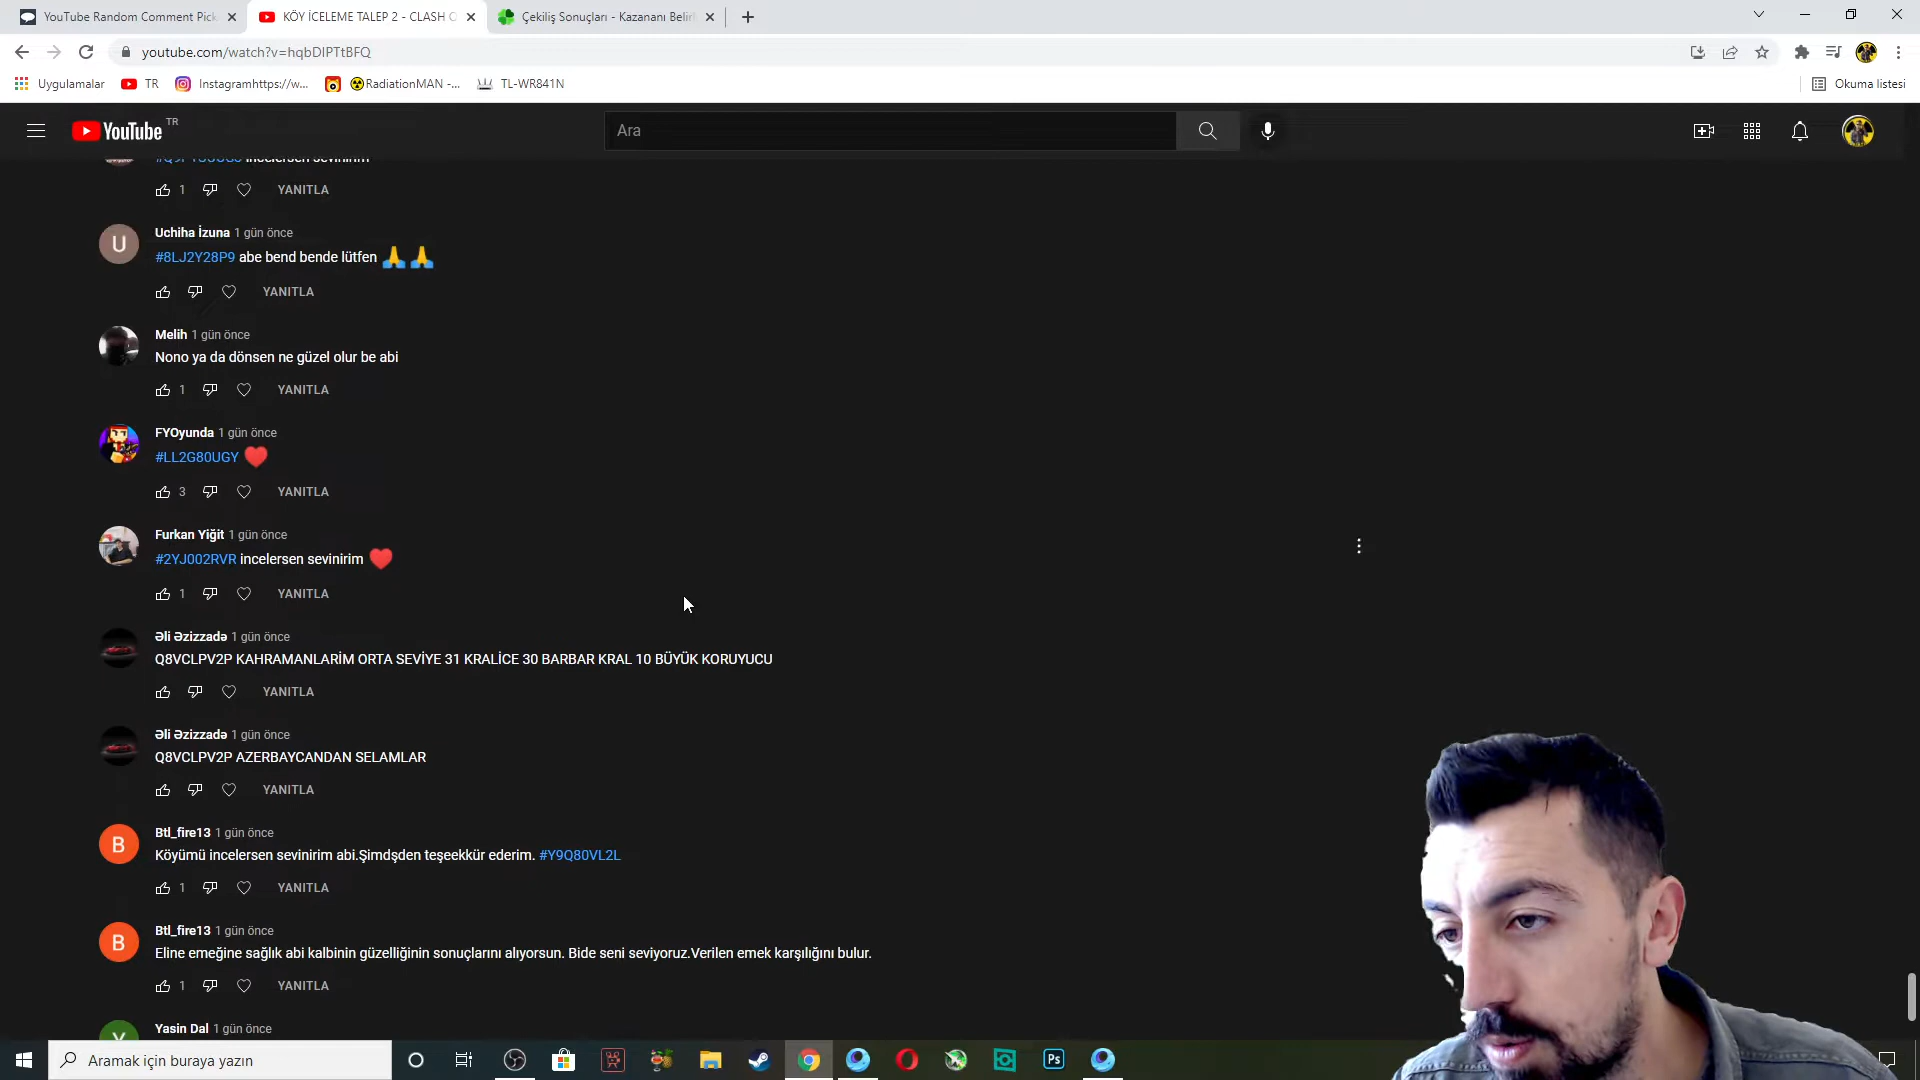 YouTube Random Comment Pick
KÖY İCELEME TALEP 2 - CLASH O
Çekiliş Sonuçları - Kazananı Belirl
youtube.com/watch?v=hqbDIPTtBFQ
Uygulamalar
TR
Instagramhttps://w...
RadiationMAN -...
TL-WR841N
Okuma listesi
YouTube TR
Ara
incelersen sevinirim
1 YANITLA
U
Uchiha İzuna 1 gün önce
#8LJ2Y28P9 abe bend bende lütfen 🙏🙏
YANITLA
Melih 1 gün önce
Nono ya da dönsen ne güzel olur be abi
1 YANITLA
FYOyunda 1 gün önce
#LL2G80UGY ♥
3 YANITLA
Furkan Yiğit 1 gün önce
#2YJ002RVR incelersen sevinirim ♥
1 YANITLA
Əli Əzizzadə 1 gün önce
Q8VCLPV2P KAHRAMANLARİM ORTA SEVİYE 31 KRALİCE 30 BARBAR KRAL 10 BÜYÜK KORUYUCU
YANITLA
Əli Əzizzadə 1 gün önce
Q8VCLPV2P AZERBAYCANDAN SELAMLAR
YANITLA
B
Btl_fire13 1 gün önce
Köyümü incelersen sevinirim abi.Şimdşden teşeekkür ederim. #Y9Q80VL2L
1 YANITLA
B
Btl_fire13 1 gün önce
Eline emeğine sağlık abi kalbinin güzelliğinin sonuçlarını alıyorsun. Bide seni seviyoruz.Verilen emek karşılığını bulur.
1 YANITLA
Yasin Dal 1 gün önce
Aramak için buraya yazın
Ps